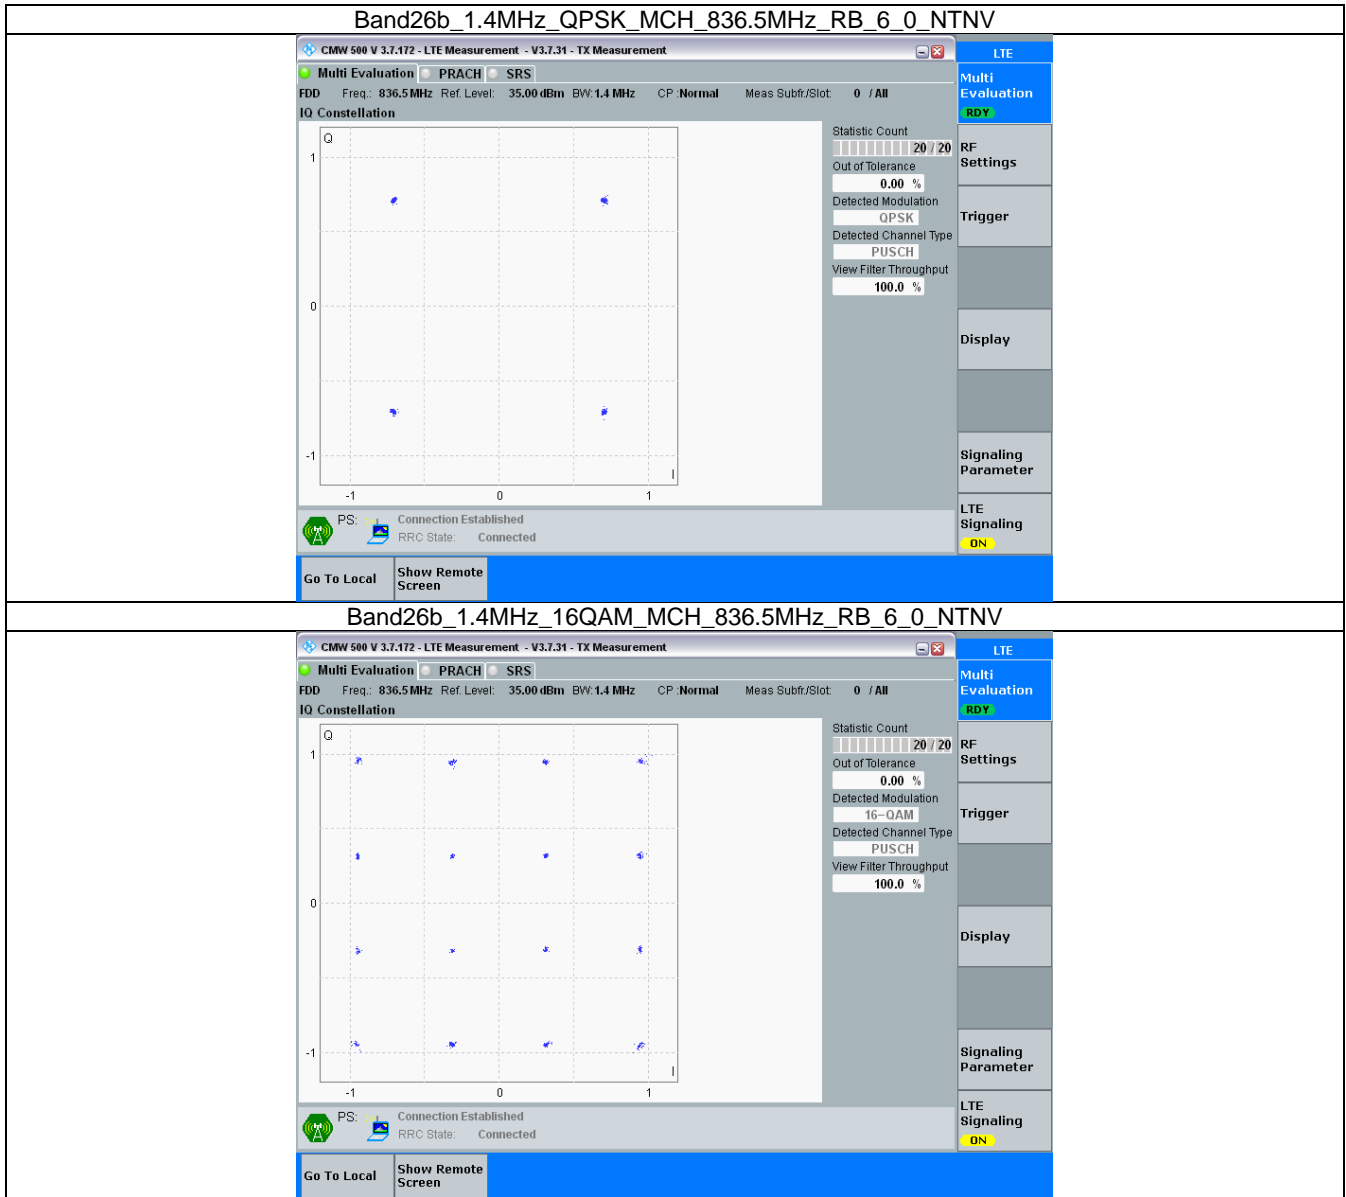 Band26b_1.4MHz_QPSK_MCH_836.5MHz_RB_6_0_NTNV
CMW 500 V 3.7.172 - LTE Measurement - V3.7.31 - TX Measurement
LTE
Multi Evaluation PRACH SRS
Multi
Evaluation
RDY
FDD Freq.: 836.5 MHz Ref. Level: 35.00 dBm BW: 1.4 MHz CP :Normal Meas Subfr./Slot: 0 / All
IQ Constellation
Q
1
0
-1
I
-1 0 1
Statistic Count
20 / 20
Out of Tolerance
0.00 %
Detected Modulation
QPSK
Detected Channel Type
PUSCH
View Filter Throughput
100.0 %
RF
Settings
Trigger
Display
Signaling
Parameter
LTE
Signaling
ON
PS: Connection Established
RRC State: Connected
Go To Local
Show Remote
Screen
Band26b_1.4MHz_16QAM_MCH_836.5MHz_RB_6_0_NTNV
CMW 500 V 3.7.172 - LTE Measurement - V3.7.31 - TX Measurement
LTE
Multi Evaluation PRACH SRS
Multi
Evaluation
RDY
FDD Freq.: 836.5 MHz Ref. Level: 35.00 dBm BW: 1.4 MHz CP :Normal Meas Subfr./Slot: 0 / All
IQ Constellation
Q
1
0
-1
I
-1 0 1
Statistic Count
20 / 20
Out of Tolerance
0.00 %
Detected Modulation
16-QAM
Detected Channel Type
PUSCH
View Filter Throughput
100.0 %
RF
Settings
Trigger
Display
Signaling
Parameter
LTE
Signaling
ON
PS: Connection Established
RRC State: Connected
Go To Local
Show Remote
Screen